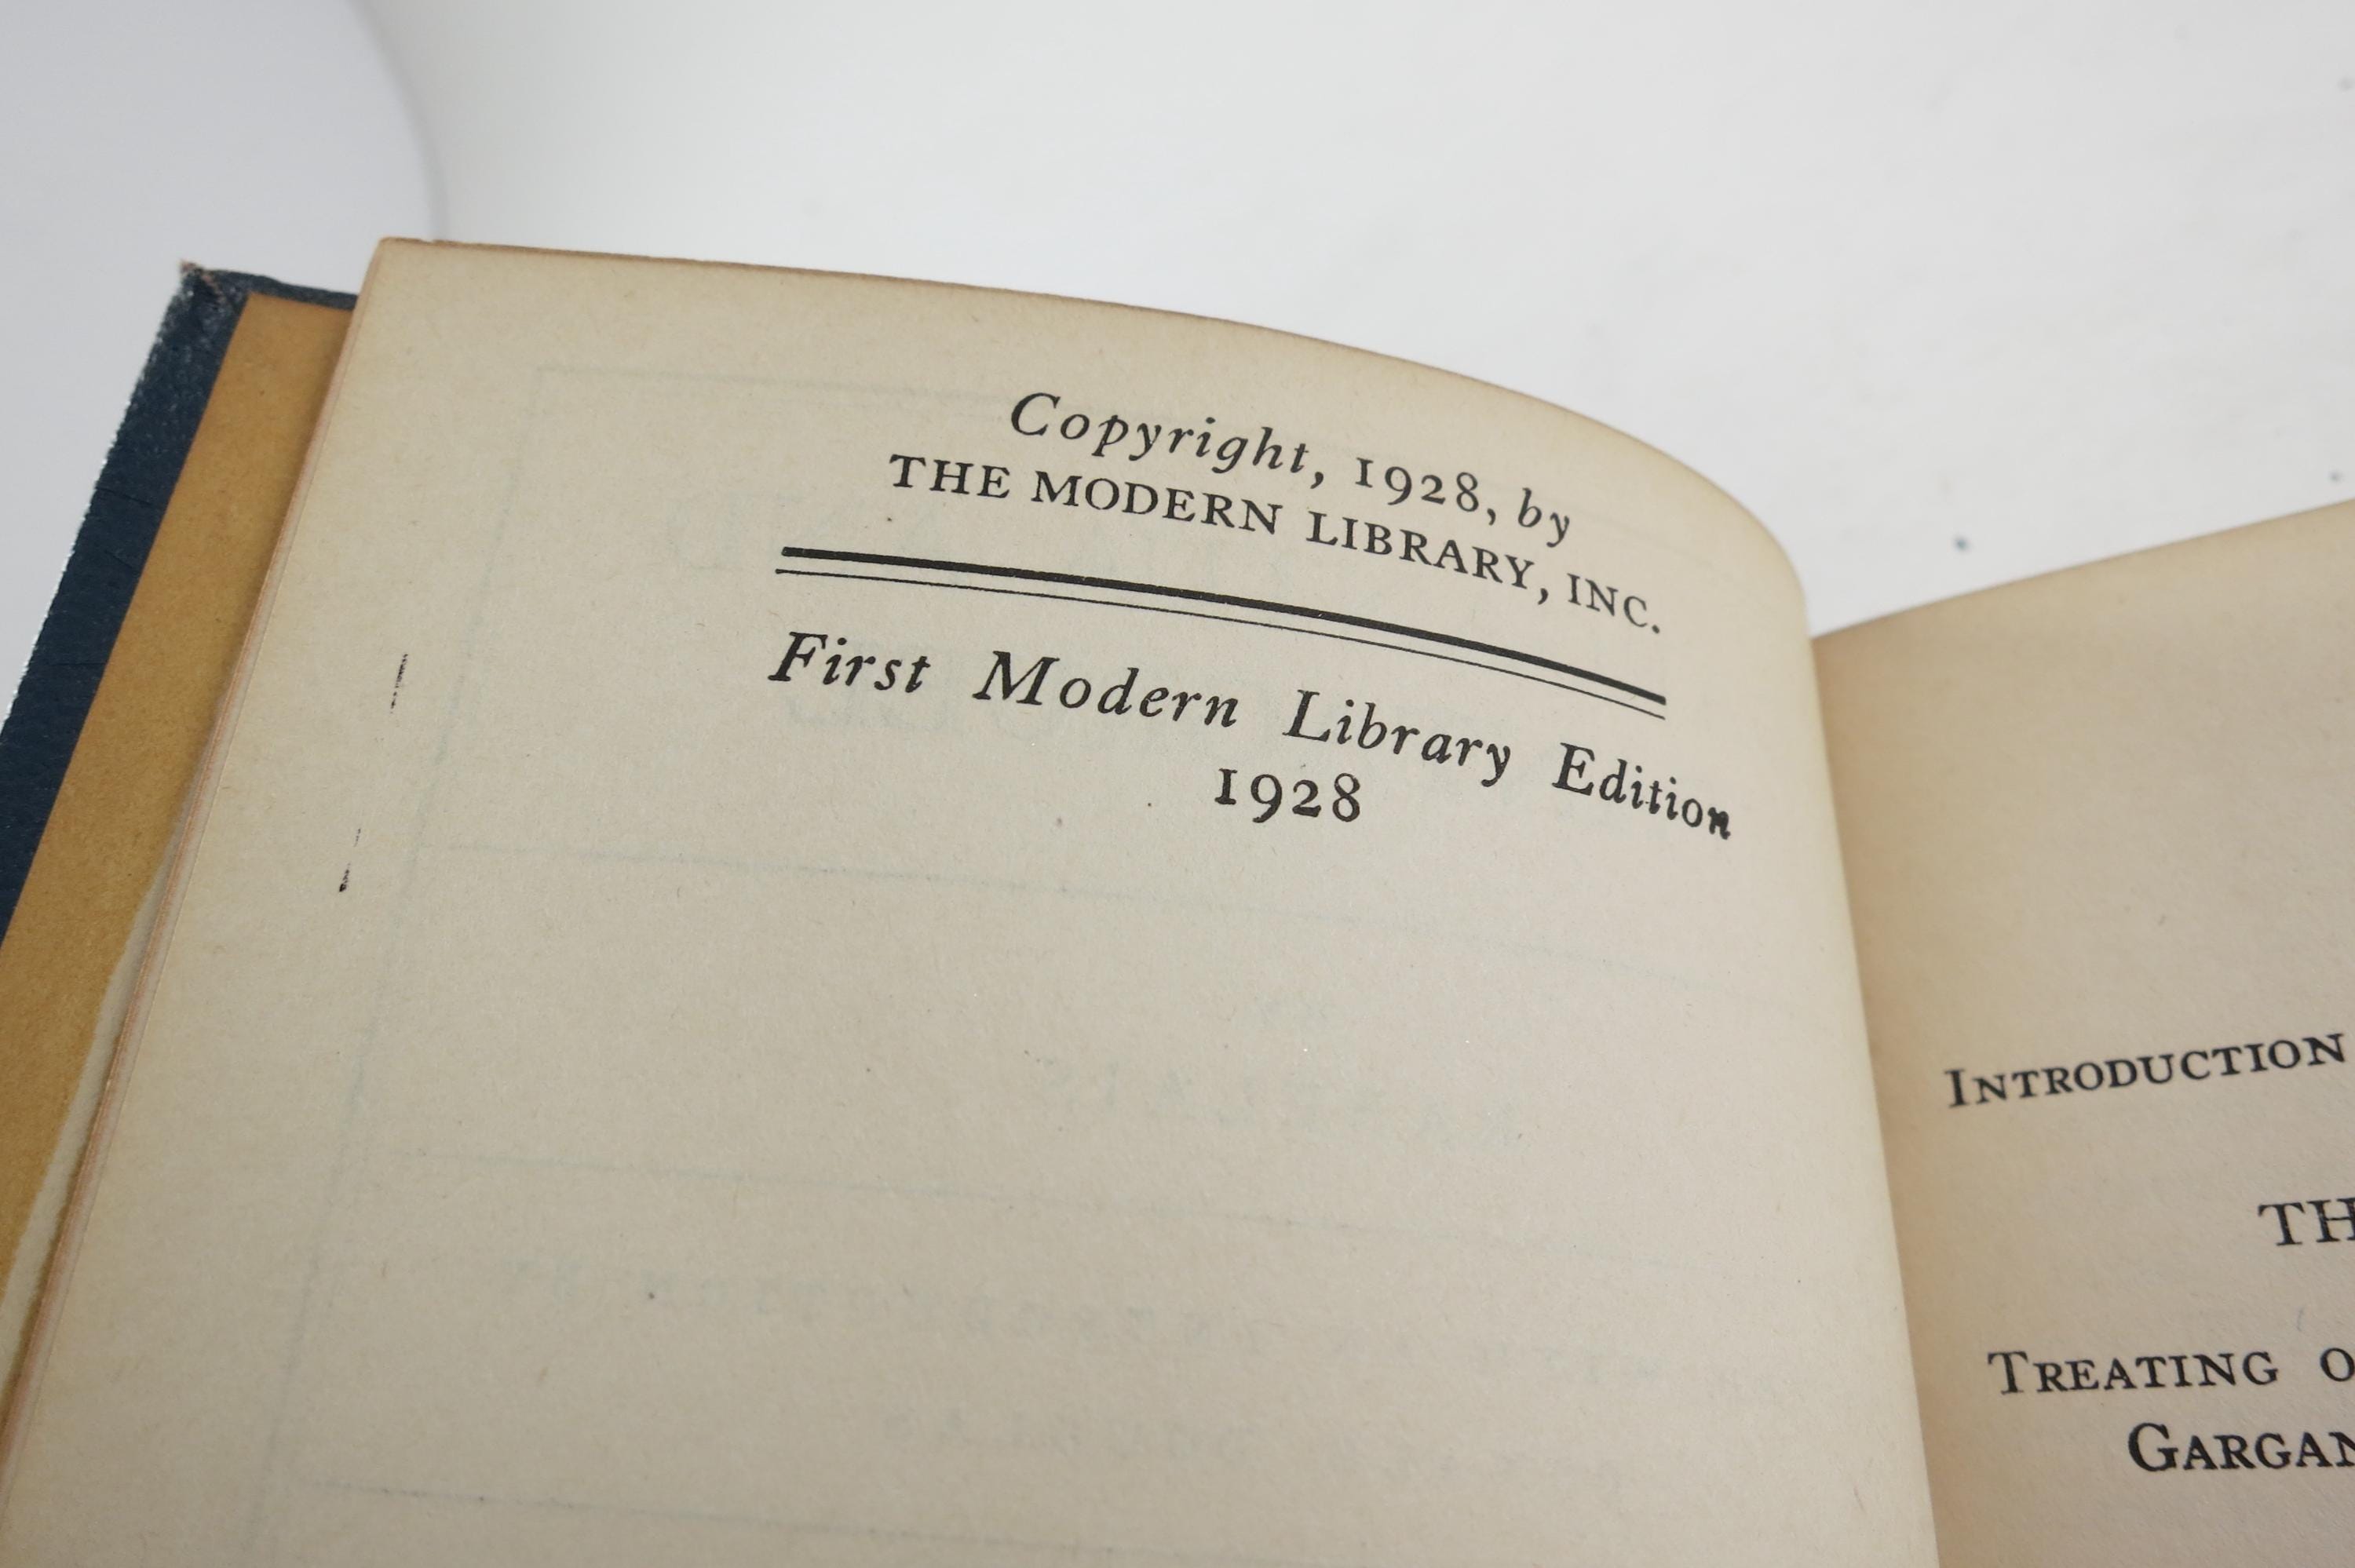 Copyright, 1928, by
THE MODERN LIBRARY, INC.
First Modern Library Edition
1928
INTRODUCTION
TH
TREATING O
GARGAN